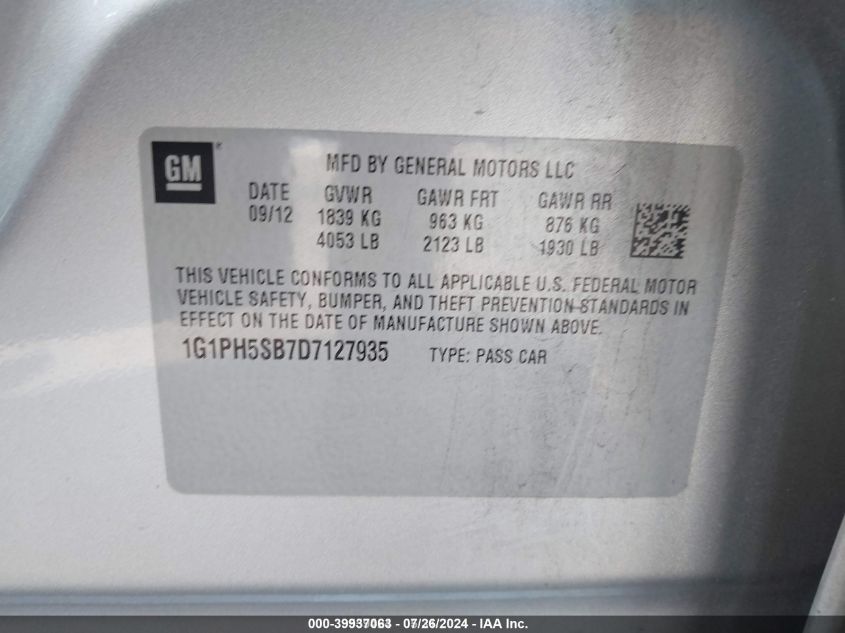 GM
MFD BY GENERAL MOTORS LLC
DATE GVWR GAWR FRT GAWR RR
09/12 1839 KG 963 KG 876 KG
4053 LB 2123 LB 1930 LB
THIS VEHICLE CONFORMS TO ALL APPLICABLE U.S. FEDERAL MOTOR
VEHICLE SAFETY, BUMPER, AND THEFT PREVENTION STANDARDS IN
EFFECT ON THE DATE OF MANUFACTURE SHOWN ABOVE.
1G1PH5SB7D7127935 TYPE: PASS CAR
000-39937063 - 07/26/2024 - IAA Inc.